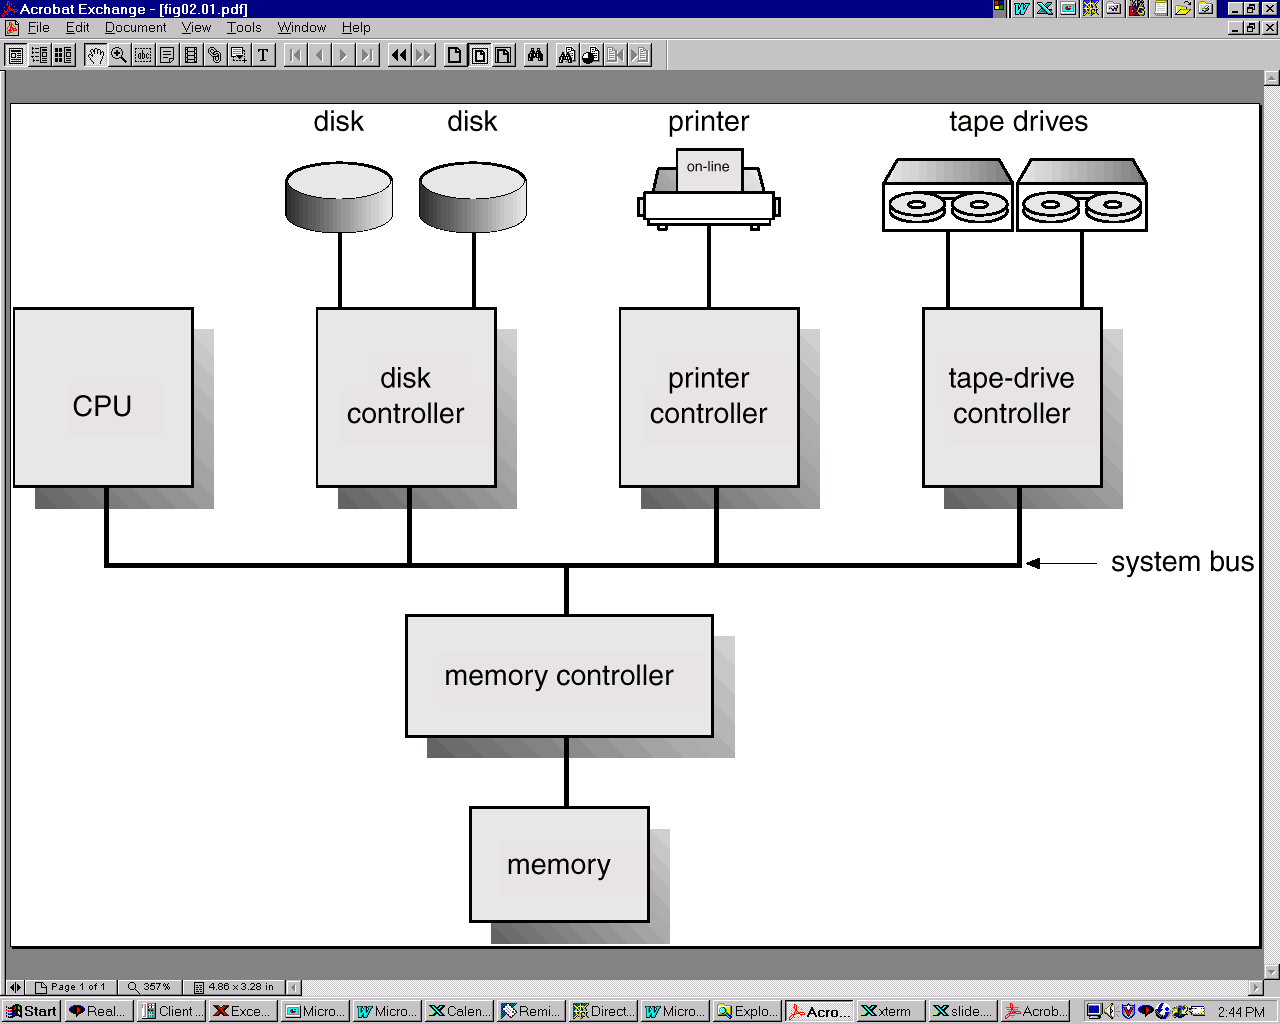 Acrobat Exchange - [fig02.01.pdf]
File Edit Document View Tools Window Help
disk disk printer tape drives
on-line
CPU
disk
controller
printer
controller
tape-drive
controller
system bus
memory controller
memory
Page 1 of 1 357% 4.86 x 3.28 in
Start Real... Client ... Exce... Micro... Micro... Calen... Remi... Direct... Micro... Explo... Acro... xterm slide... Acrob... 2:44 PM